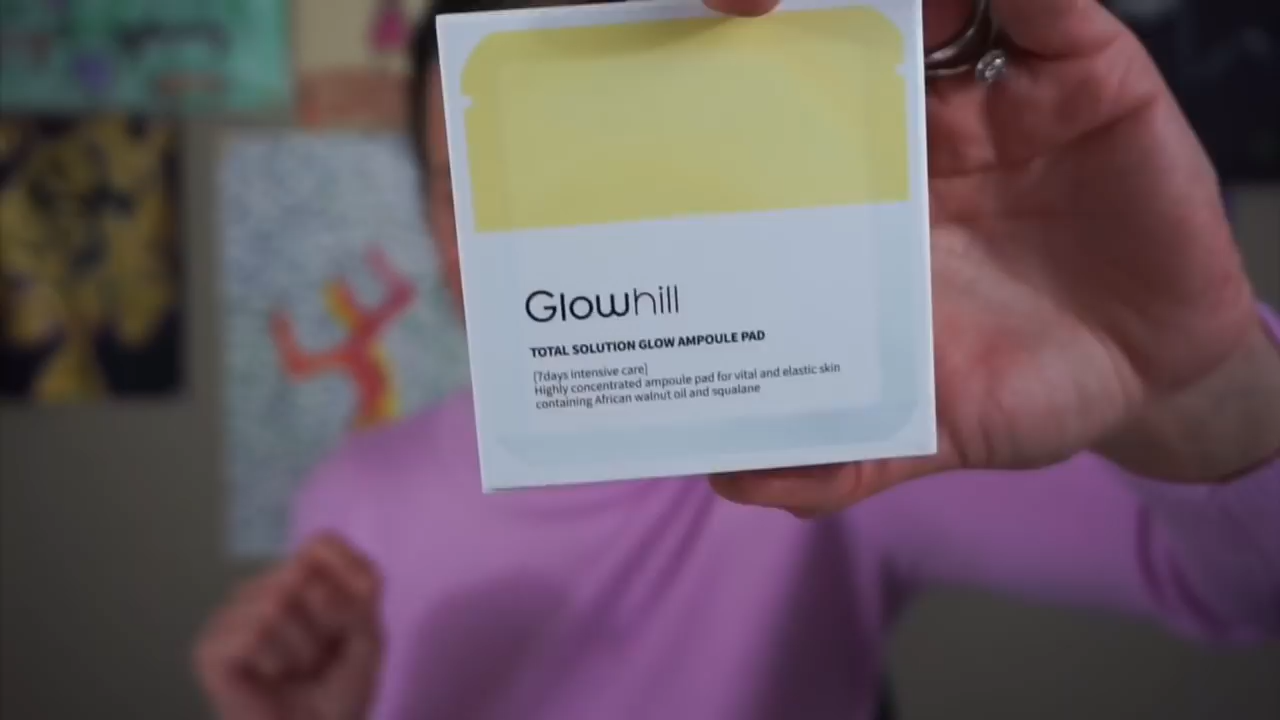 Glowhill
TOTAL SOLUTION GLOW AMPOULE PAD
[7days intensive care]
Highly concentrated ampoule pad for vital and elastic skin
containing African walnut oil and squalane